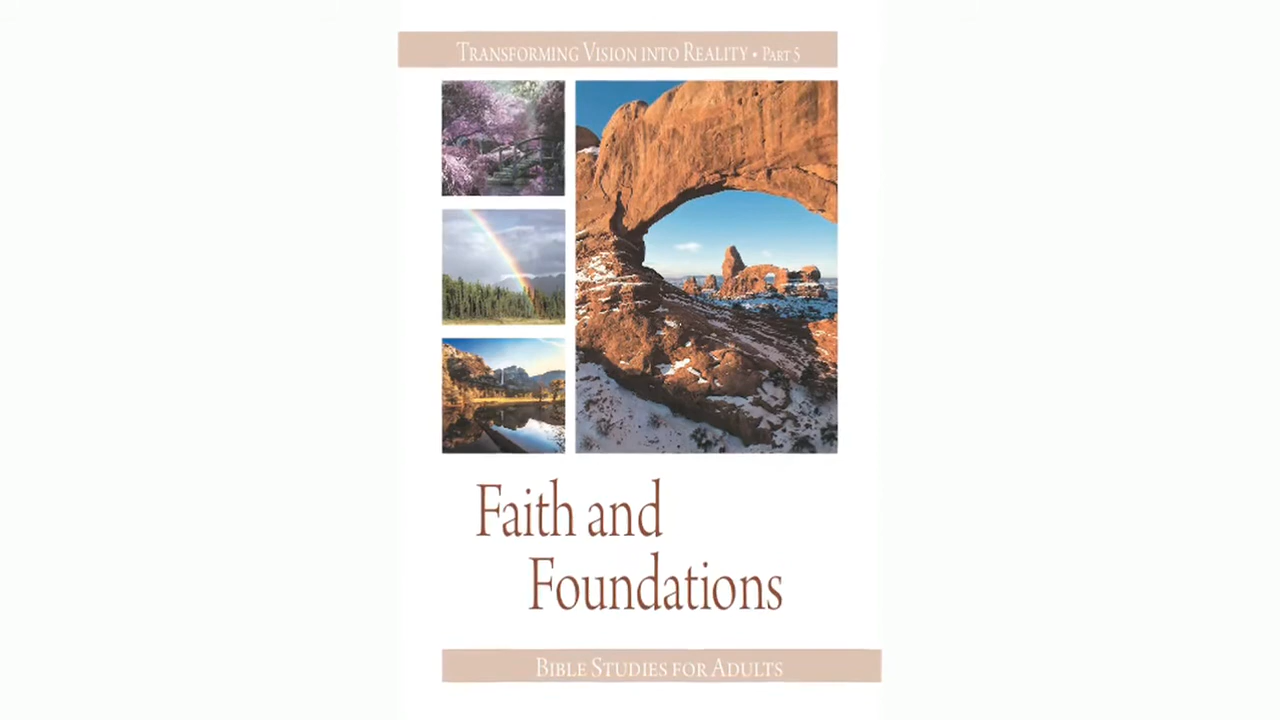 Transforming Vision into Reality • Part 5
Faith and
Foundations
Bible Studies for Adults